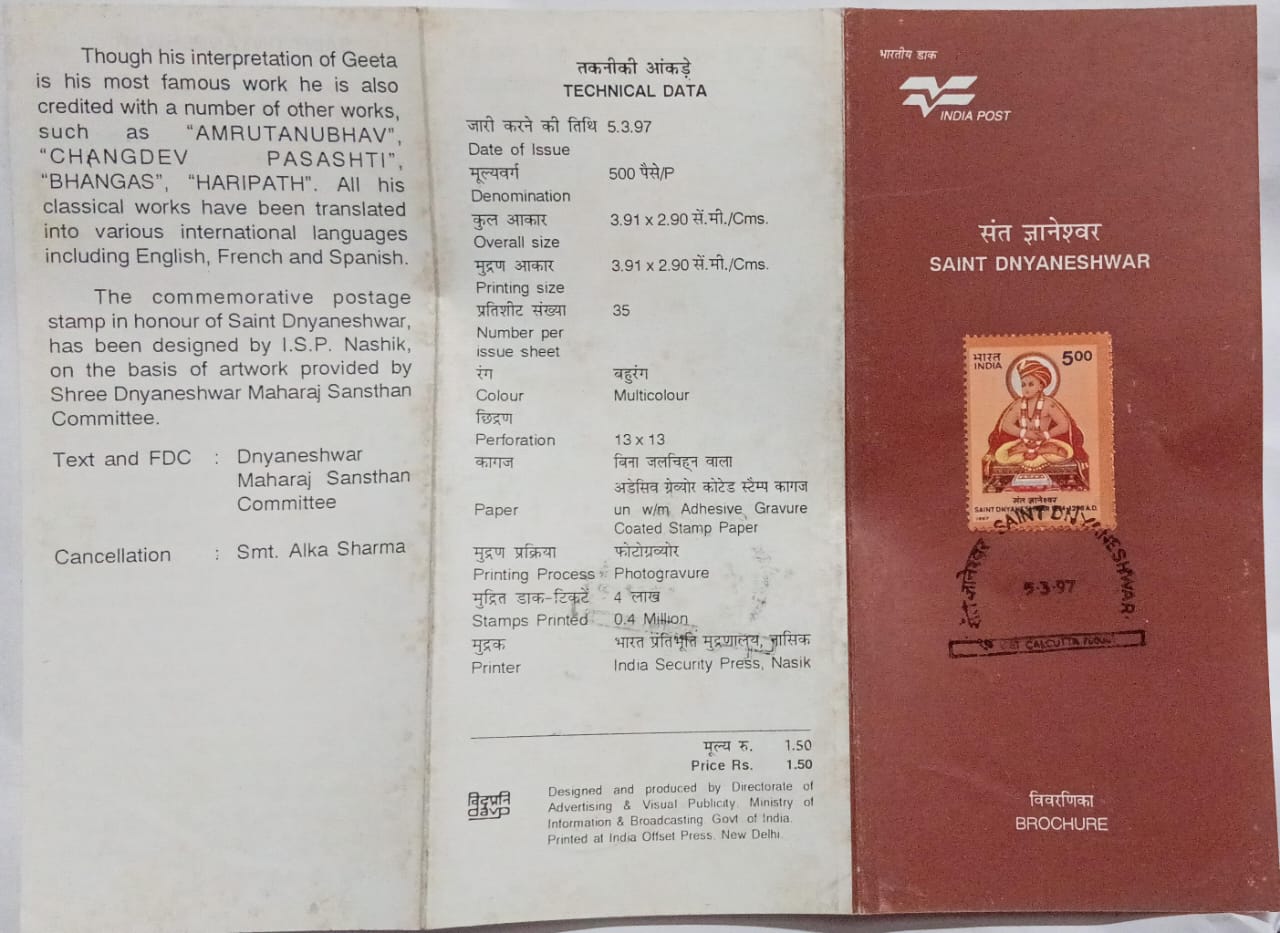 Though his interpretation of Geeta
is his most famous work he is also
credited with a number of other works,
such as “AMRUTANUBHAV”,
“CHANGDEV PASASHTI”,
“BHANGAS”, “HARIPATH”. All his
classical works have been translated
into various international languages
including English, French and Spanish.
The commemorative postage
stamp in honour of Saint Dnyaneshwar,
has been designed by I.S.P. Nashik,
on the basis of artwork provided by
Shree Dnyaneshwar Maharaj Sansthan
Committee.
Text and FDC : Dnyaneshwar
Maharaj Sansthan
Committee
Cancellation : Smt. Alka Sharma
तकनीकी आंकड़े
TECHNICAL DATA
जारी करने की तिथि 5.3.97
Date of Issue
मूल्यवर्ग 500 पैसे/P
Denomination
कुल आकार 3.91 x 2.90 सें.मी./Cms.
Overall size
मुद्रण आकार 3.91 x 2.90 सें.मी./Cms.
Printing size
प्रतिशीट संख्या 35
Number per
issue sheet
रंग बहुरंग
Colour Multicolour
छिद्रण
Perforation 13 x 13
कागज बिना जलचिह्न वाला
अडेसिव ग्रेव्योर कोटेड स्टैम्प कागज
Paper un w/m Adhesive Gravure
Coated Stamp Paper
मुद्रण प्रक्रिया फोटोग्रव्योर
Printing Process Photogravure
मुद्रित डाक-टिकटें 4 लाख
Stamps Printed 0.4 Million
मुद्रक भारत प्रतिभूति मुद्रणालय, नासिक
Printer India Security Press, Nasik
मूल्य रु. 1.50
Price Rs. 1.50
विदृप्रनि
davp
Designed and produced by Directorate of
Advertising & Visual Publicity. Ministry of
Information & Broadcasting. Govt of India.
Printed at India Offset Press. New Delhi.
भारतीय डाक
INDIA POST
संत ज्ञानेश्वर
SAINT DNYANESHWAR
भारत 500
INDIA
संत ज्ञानेश्वर
1997
संत ज्ञानेश्वर SAINT DNYANESHWAR
5-3-97
CALCUTTA
विवरणिका
BROCHURE